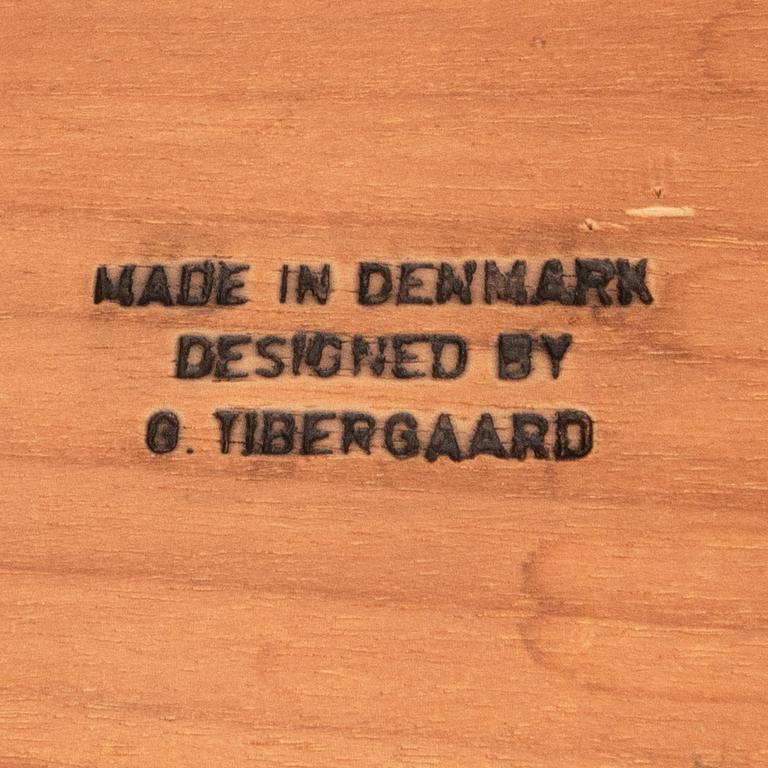 MADE IN DENMARK
DESIGNED BY
G. TIBERGAARD